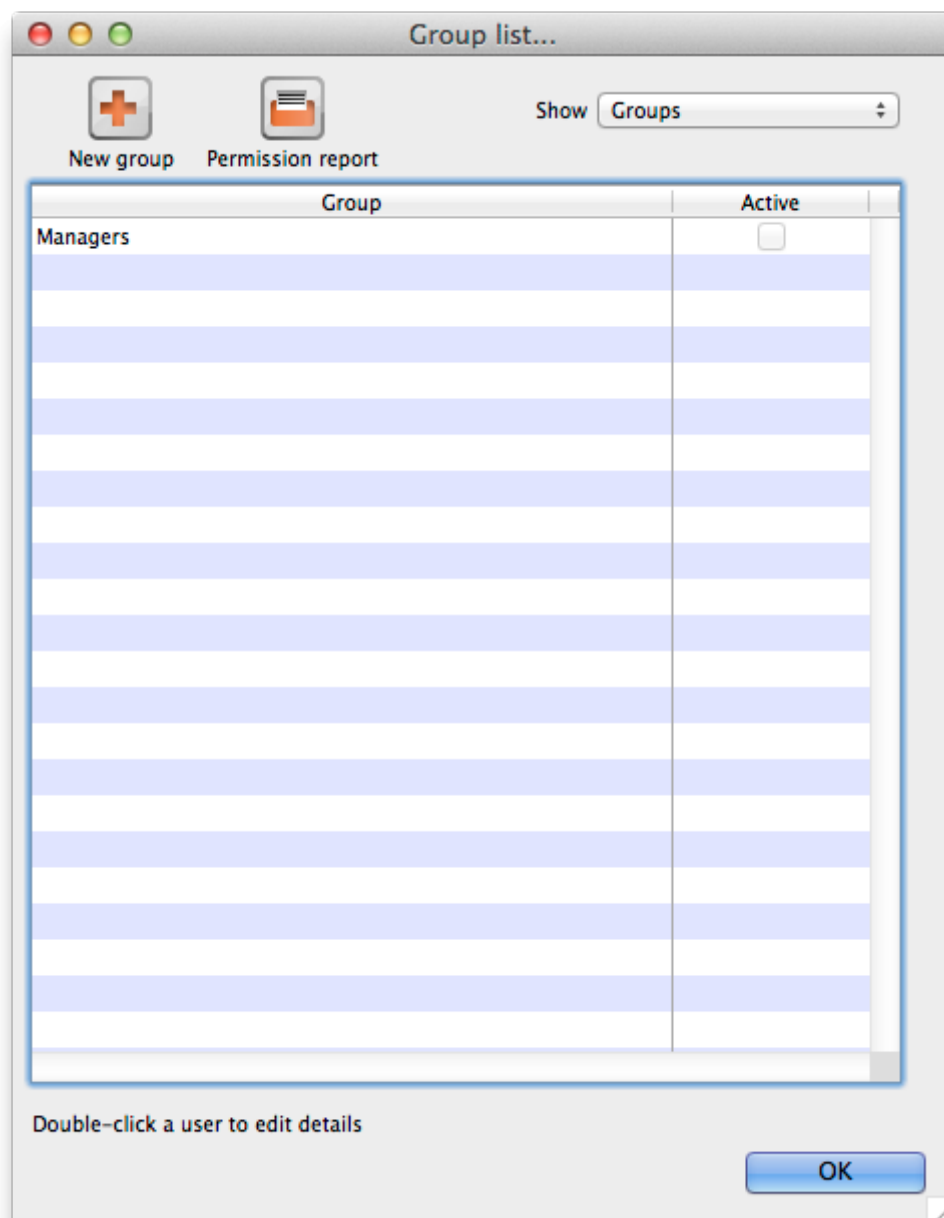 Group list...
Show Groups
New group Permission report
Group Active
Managers
Double-click a user to edit details
OK